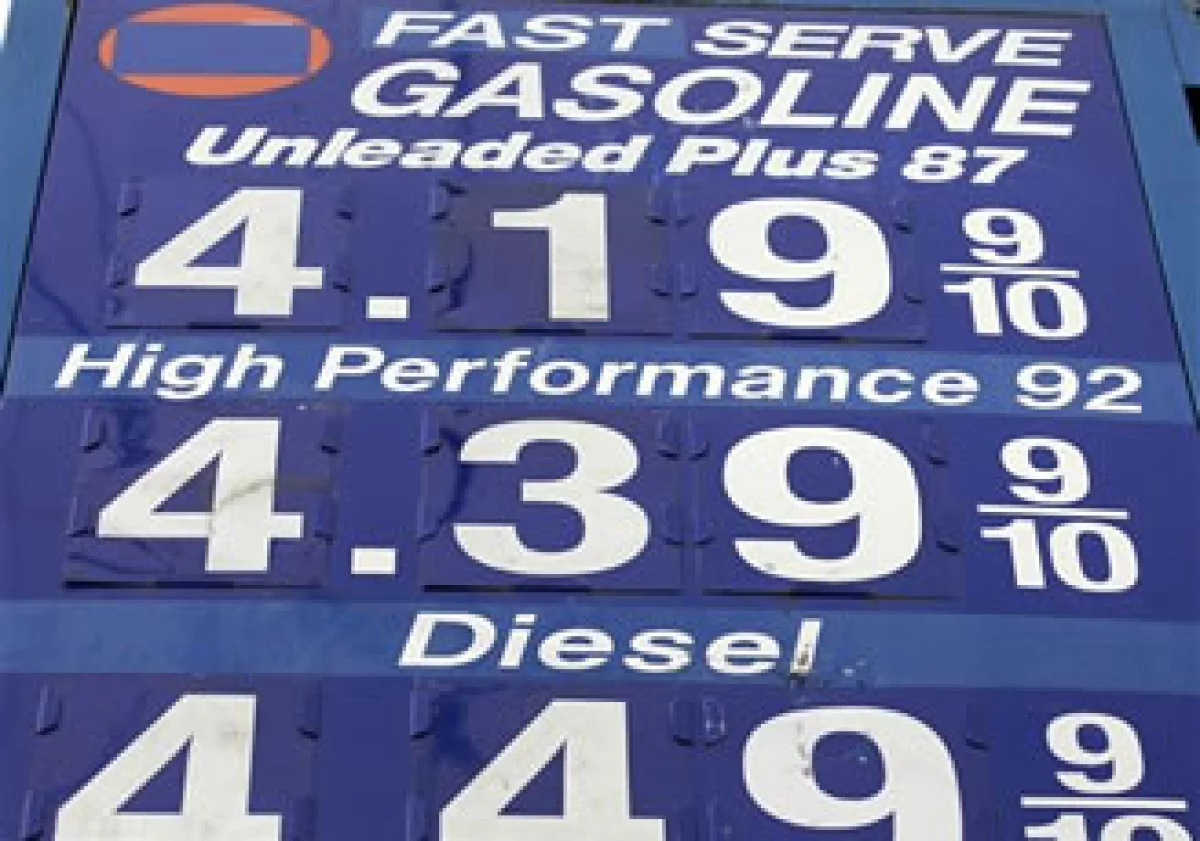 FAST SERVE
GASOLINE
Unleaded Plus 87
4.19 9/10
High Performance 92
4.39 9/10
Diesel
4 49 9/10